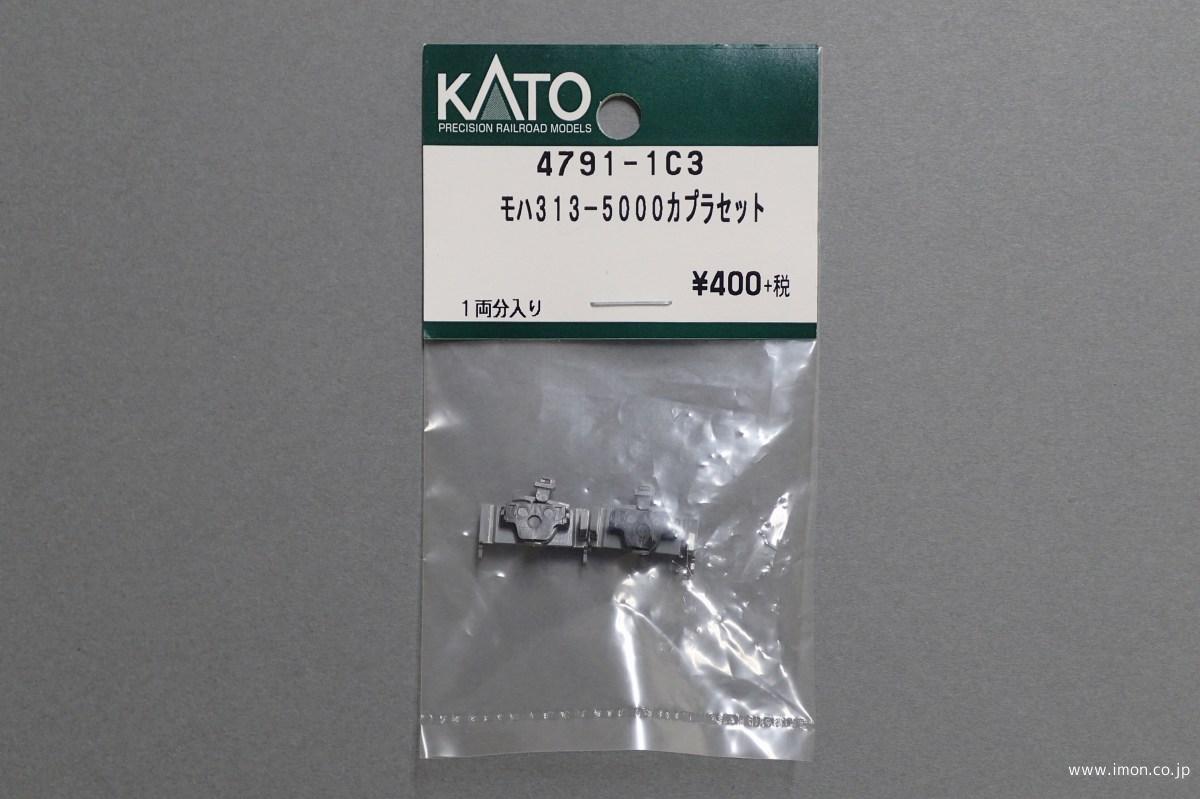 KATO
PRECISION RAILROAD MODELS
4791-1C3
モハ313-5000カプラセット
¥400+税
1両分入り
www.imon.co.jp